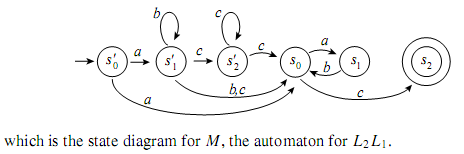 b c
a c c a
s′0 s′1 s′2 s0 s1 s2
b
b,c c
a
which is the state diagram for M, the automaton for L2L1.